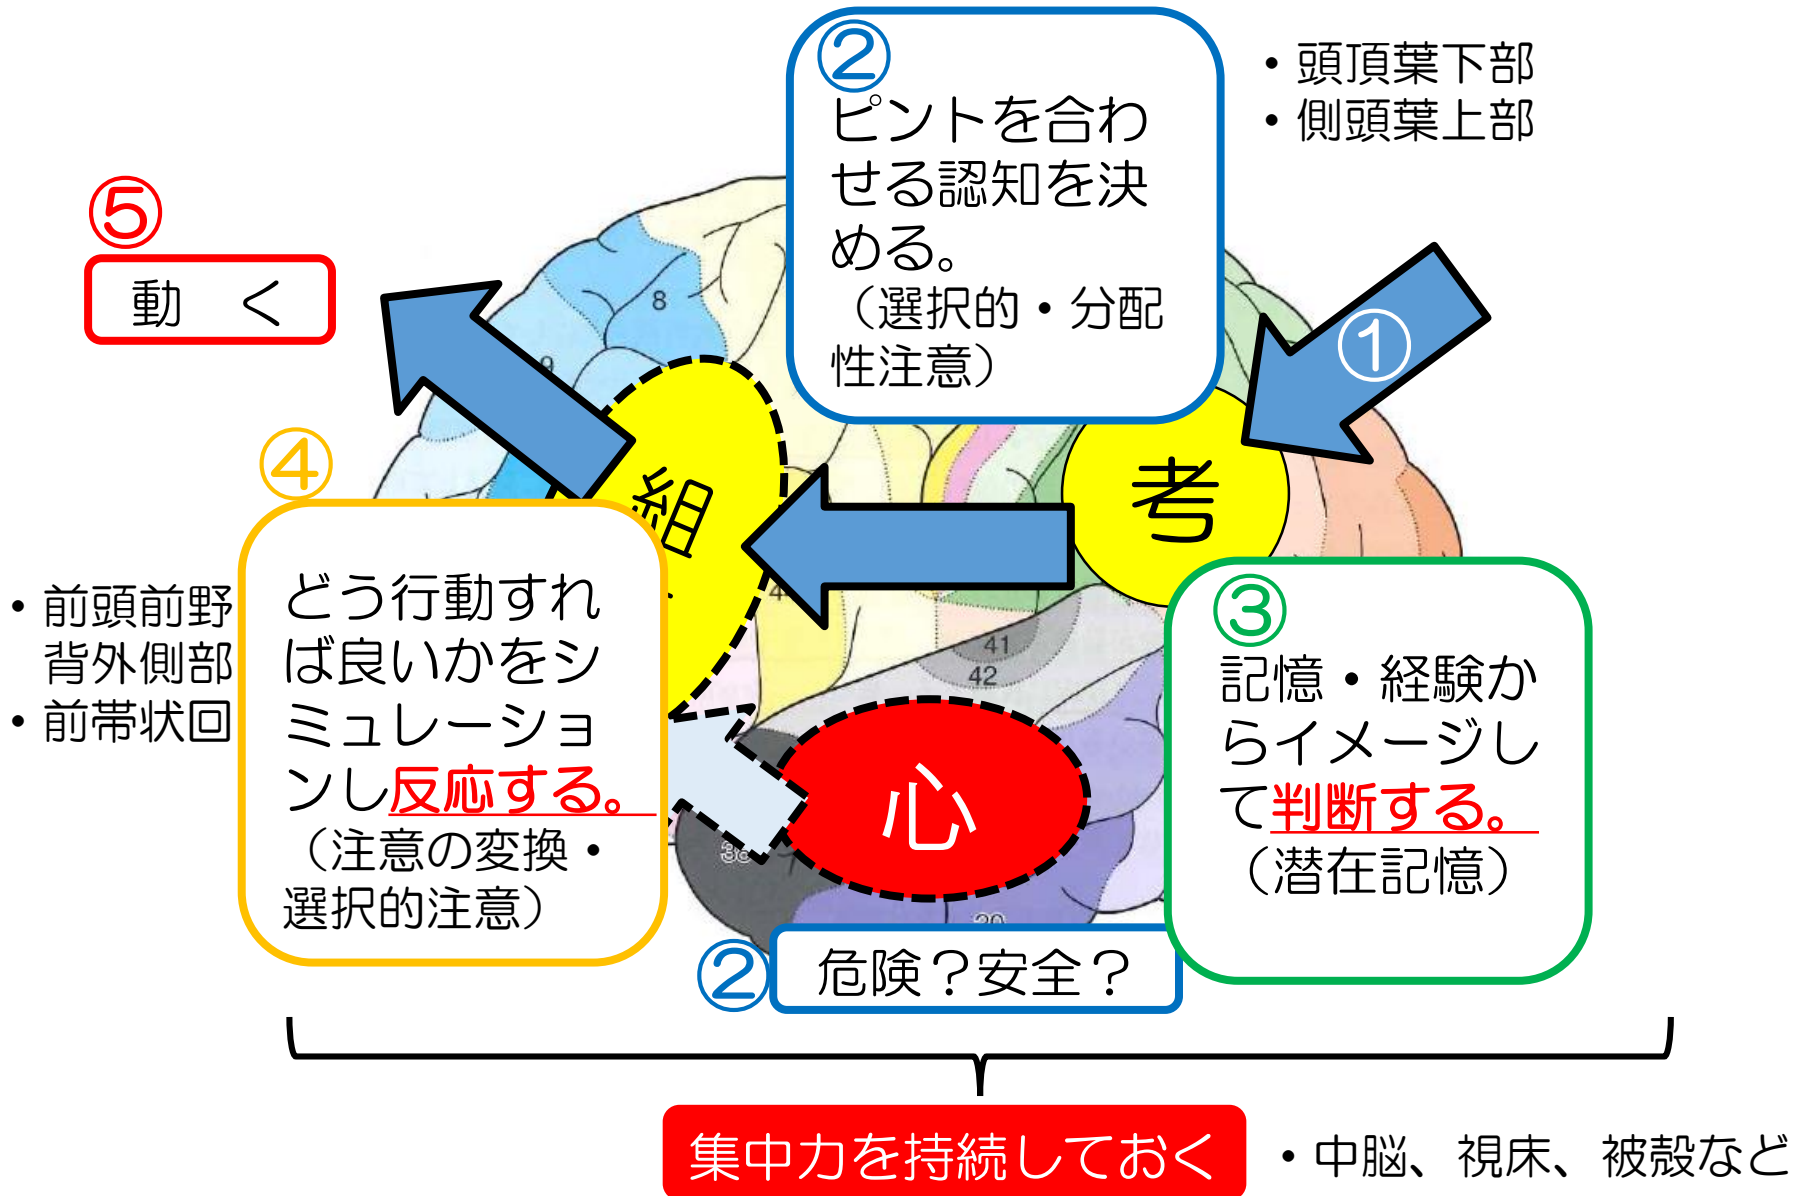 ②
ピントを合わ
せる認知を決
める。
（選択的・分配
性注意）
・頭頂葉下部
・側頭葉上部
⑤
動　く
①
8
9
④
どう行動すれ
ば良いかをシ
ミュレーショ
ンし反応する。
（注意の変換・
選択的注意）
・前頭前野
背外側部
・前帯状回
組
考
41
42
38
心
③
記憶・経験か
らイメージし
て判断する。
（潜在記憶）
②
危険？安全？
集中力を持続しておく
・中脳、視床、被殻など